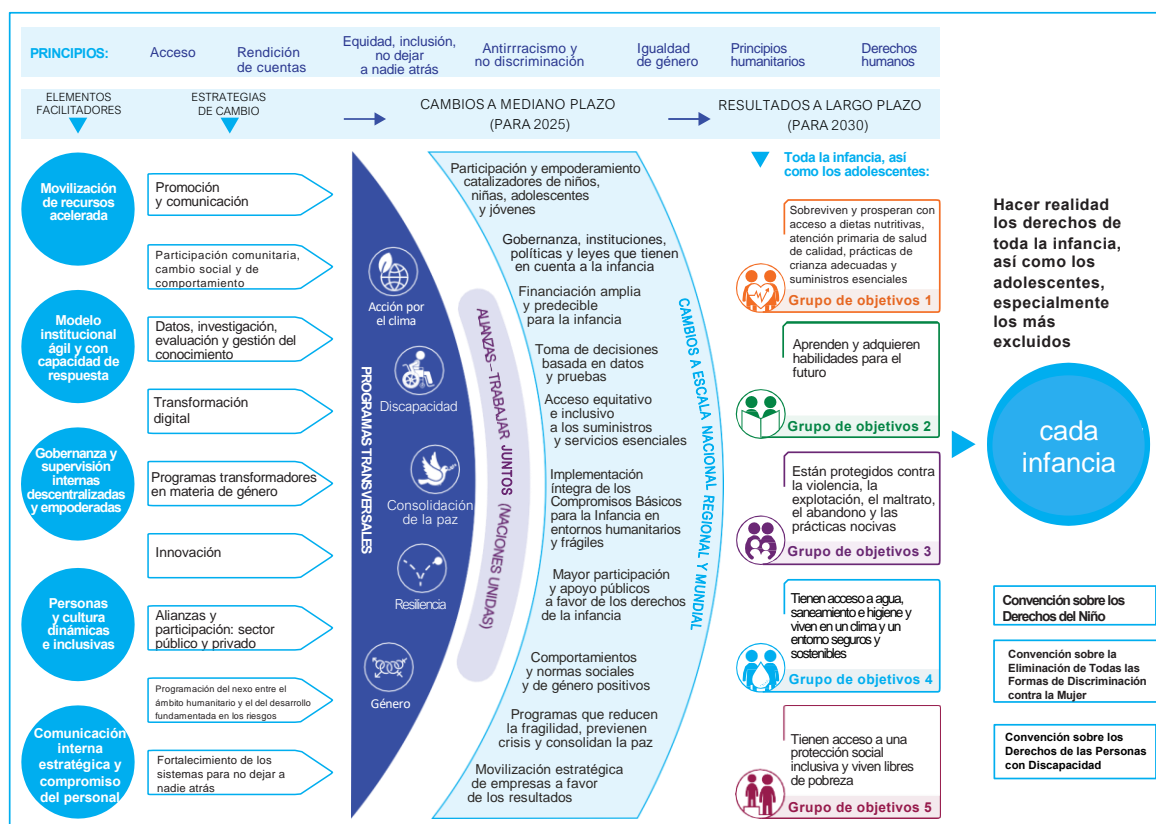 PRINCIPIOS:
Acceso
Rendición
de cuentas
Equidad, inclusión,
no dejar
a nadie atrás
Antirracismo y
no discriminación
Igualdad
de género
Principios
humanitarios
Derechos
humanos
ELEMENTOS
FACILITADORES
ESTRATEGIAS
DE CAMBIO
CAMBIOS A MEDIANO PLAZO
(PARA 2025)
RESULTADOS A LARGO PLAZO
(PARA 2030)
Movilización
de recursos
acelerada
Modelo
institucional
ágil y con
capacidad de
respuesta
Gobernanza y
supervisión
internas
descentralizadas
y empoderadas
Personas
y cultura
dinámicas
e inclusivas
Comunicación
interna
estratégica y
compromiso
del personal
Promoción
y comunicación
Participación comunitaria,
cambio social y de
comportamiento
Datos, investigación,
evaluación y gestión del
conocimiento
Transformación
digital
Programas transformadores
en materia de género
Innovación
Alianzas y
participación: sector
público y privado
Programación del nexo entre el
ámbito humanitario y el del desarrollo
fundamentada en los riesgos
Fortalecimiento de los
sistemas para no dejar a
nadie atrás
PROGRAMAS TRANSVERSALES
Acción por
el clima
Discapacidad
Consolidación
de la paz
Resiliencia
Género
ALIANZAS – TRABAJAR JUNTOS (NACIONES UNIDAS)
Participación y empoderamiento
catalizadores de niños,
niñas, adolescentes
y jóvenes
Gobernanza, instituciones,
políticas y leyes que tienen
en cuenta a la infancia
Financiación amplia
y predecible
para la infancia
Toma de decisiones
basada en datos
y pruebas
Acceso equitativo
e inclusivo
a los suministros
y servicios esenciales
Implementación
íntegra de los
Compromisos Básicos
para la Infancia en
entornos humanitarios
y frágiles
Mayor participación
y apoyo públicos
a favor de los derechos
de la infancia
Comportamientos
y normas sociales
y de género positivos
Programas que reducen
la fragilidad, previenen
crisis y consolidan la paz
Movilización estratégica
de empresas a favor
de los resultados
CAMBIOS A ESCALA NACIONAL REGIONAL Y MUNDIAL
Toda la infancia, así
como los adolescentes:
Sobreviven y prosperan con
acceso a dietas nutritivas,
atención primaria de salud
de calidad, prácticas de
crianza adecuadas y
suministros esenciales
Grupo de objetivos 1
Aprenden y adquieren
habilidades para el
futuro
Grupo de objetivos 2
Están protegidos contra
la violencia, la
explotación, el maltrato,
el abandono y las
prácticas nocivas
Grupo de objetivos 3
Tienen acceso a agua,
saneamiento e higiene y
viven en un clima y un
entorno seguros y
sostenibles
Grupo de objetivos 4
Tienen acceso a una
protección social
inclusiva y viven libres
de pobreza
Grupo de objetivos 5
Hacer realidad
los derechos de
toda la infancia,
así como los
adolescentes,
especialmente
los más
excluidos
cada
infancia
Convención sobre los
Derechos del Niño
Convención sobre la
Eliminación de Todas las
Formas de Discriminación
contra la Mujer
Convención sobre los
Derechos de las Personas
con Discapacidad